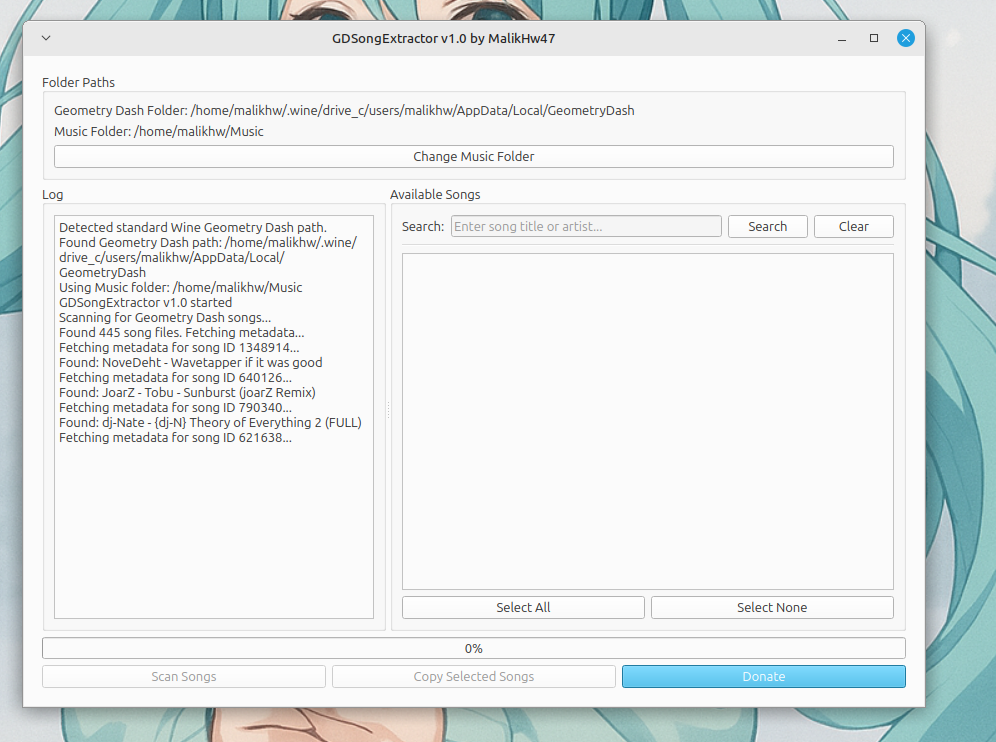 GDSongExtractor v1.0 by MalikHw47
Folder Paths
Geometry Dash Folder: /home/malikhw/.wine/drive_c/users/malikhw/AppData/Local/GeometryDash
Music Folder: /home/malikhw/Music
Change Music Folder
Log
Detected standard Wine Geometry Dash path.
Found Geometry Dash path: /home/malikhw/.wine/
drive_c/users/malikhw/AppData/Local/
GeometryDash
Using Music folder: /home/malikhw/Music
GDSongExtractor v1.0 started
Scanning for Geometry Dash songs...
Found 445 song files. Fetching metadata...
Fetching metadata for song ID 1348914...
Found: NoveDeht - Wavetapper if it was good
Fetching metadata for song ID 640126...
Found: JoarZ - Tobu - Sunburst (joarZ Remix)
Fetching metadata for song ID 790340...
Found: dj-Nate - {dj-N} Theory of Everything 2 (FULL)
Fetching metadata for song ID 621638...
Available Songs
Search: Enter song title or artist... Search Clear
Select All Select None
0%
Scan Songs Copy Selected Songs Donate